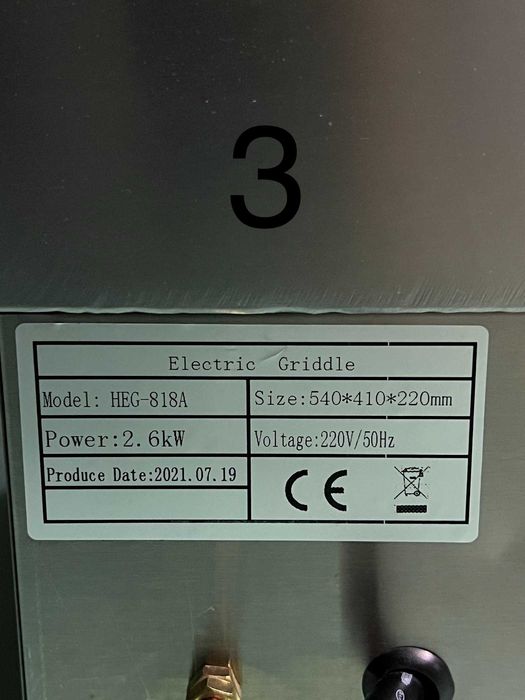 3
Electric Griddle
Model: HEG-818A
Size:540*410*220mm
Power:2.6kW
Voltage:220V/50Hz
Produce Date:2021.07.19
CE